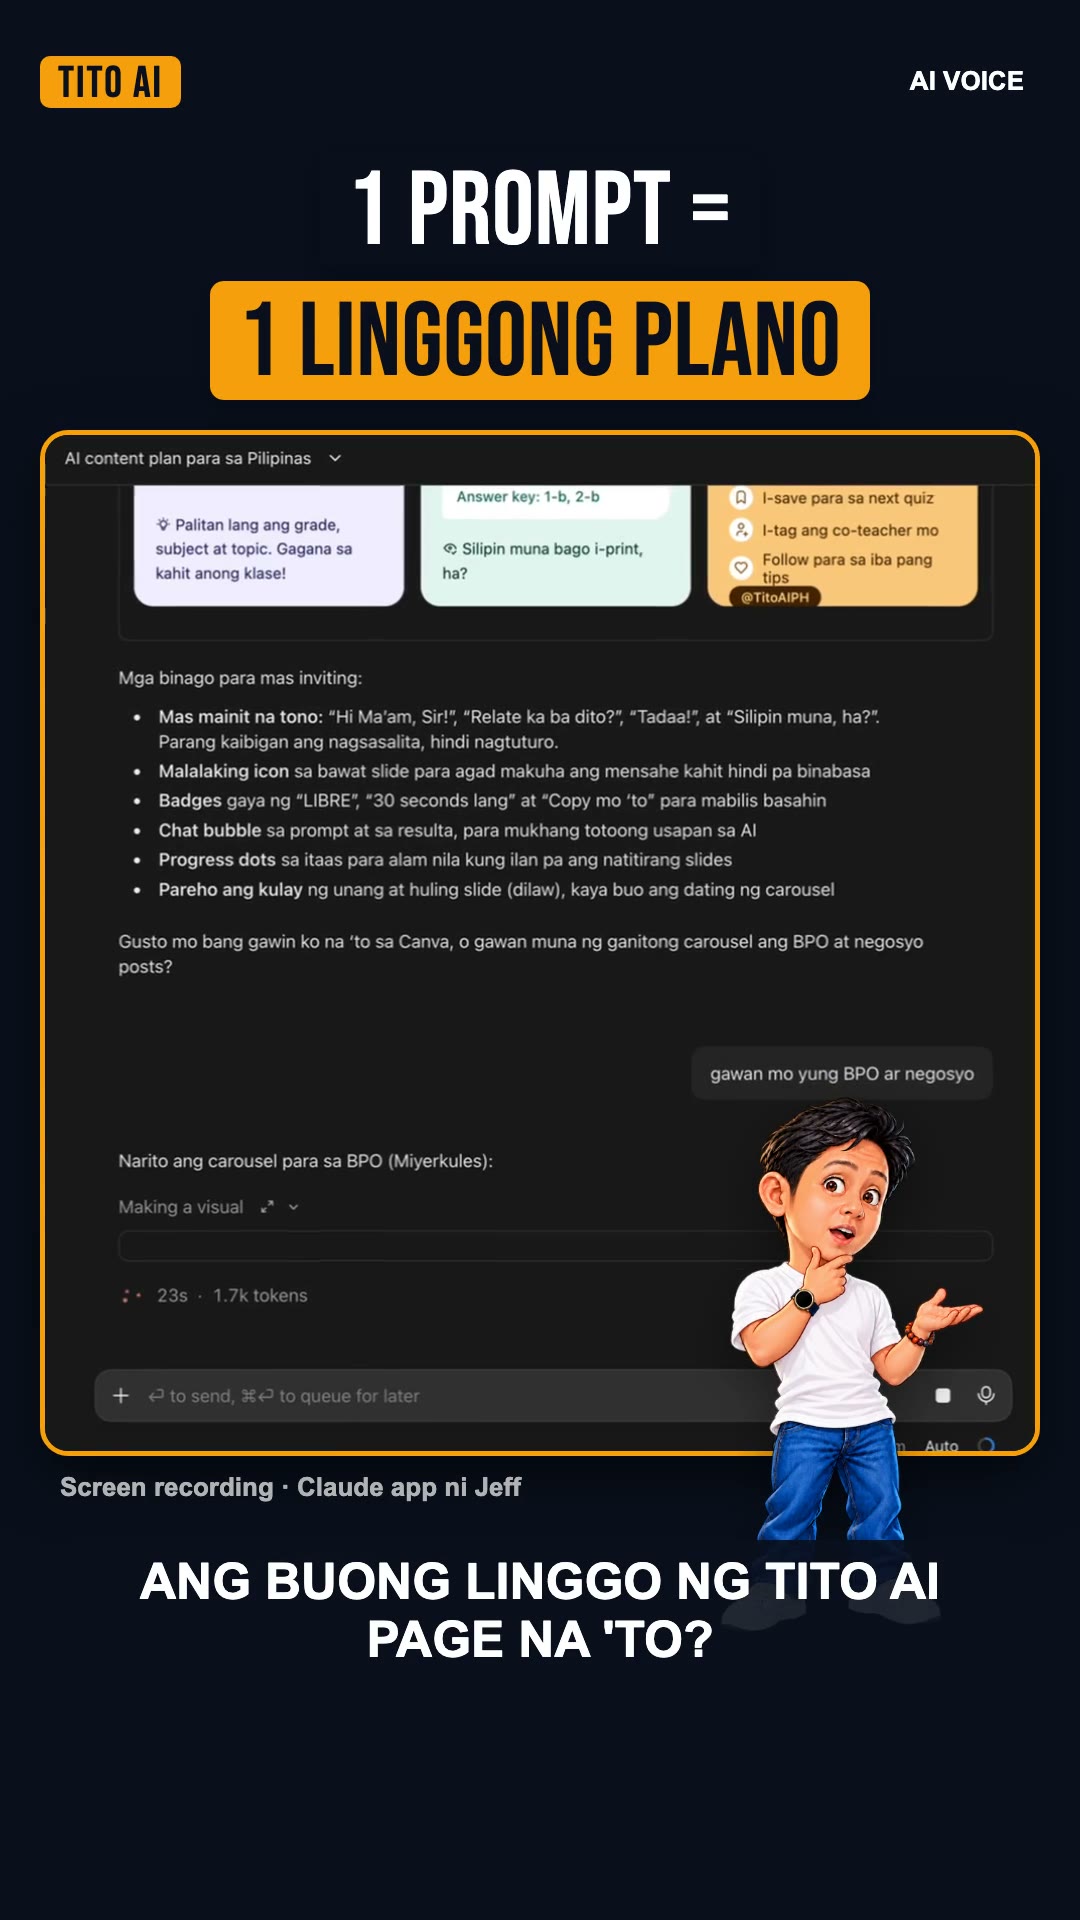 TITO AI
AI VOICE
1 PROMPT =
1 LINGGONG PLANO
AI content plan para sa Pilipinas
Palitan lang ang grade,
subject at topic. Gagana sa
kahit anong klase!
Answer key: 1-b, 2-b
Silipin muna bago i-print,
ha?
I-save para sa next quiz
I-tag ang co-teacher mo
Follow para sa iba pang
tips
@TitoAIPH
Mga binago para mas inviting:
• Mas mainit na tono: “Hi Ma’am, Sir!”, “Relate ka ba dito?”, “Tadaa!”, at “Silipin muna, ha?”.
Parang kaibigan ang nagsasalita, hindi nagtuturo.
• Malalaking icon sa bawat slide para agad makuha ang mensahe kahit hindi pa binabasa
• Badges gaya ng “LIBRE”, “30 seconds lang” at “Copy mo ‘to” para mabilis basahin
• Chat bubble sa prompt at sa resulta, para mukhang totoong usapan sa AI
• Progress dots sa itaas para alam nila kung ilan pa ang natitirang slides
• Pareho ang kulay ng unang at huling slide (dilaw), kaya buo ang dating ng carousel
Gusto mo bang gawin ko na ‘to sa Canva, o gawan muna ng ganitong carousel ang BPO at negosyo
posts?
gawan mo yung BPO ar negosyo
Narito ang carousel para sa BPO (Miyerkules):
Making a visual
23s · 1.7k tokens
⏎ to send, ⌘⏎ to queue for later
Auto
Screen recording · Claude app ni Jeff
ANG BUONG LINGGO NG TITO AI
PAGE NA 'TO?